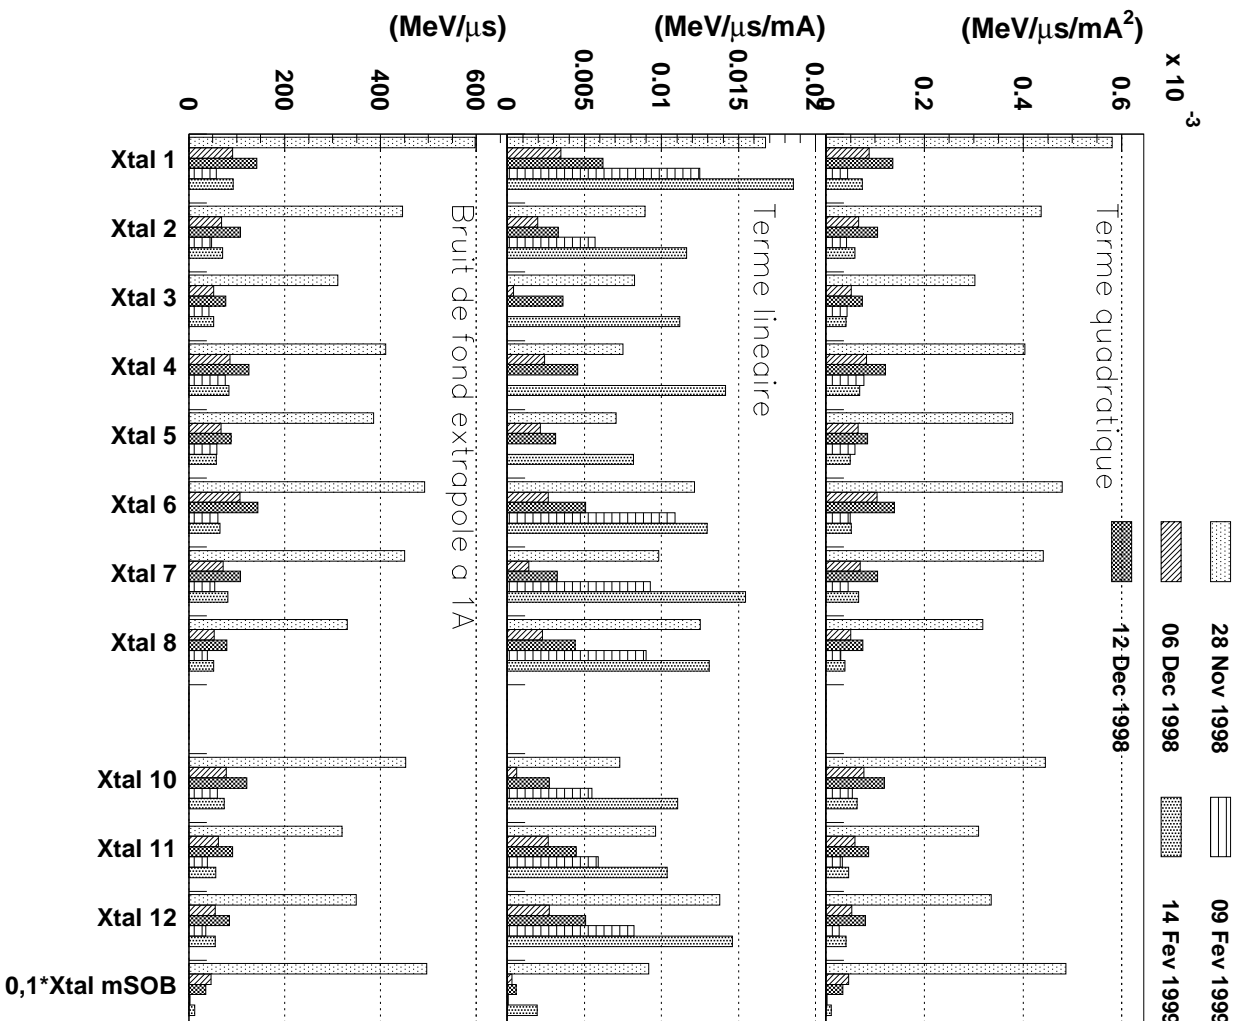 (MeV/μs)
(MeV/μs/mA)
(MeV/μs/mA²)
x 10⁻³
0
200
400
600
0
0.005
0.01
0.015
0.02
0
0.2
0.4
0.6
Xtal 1
Xtal 2
Xtal 3
Xtal 4
Xtal 5
Xtal 6
Xtal 7
Xtal 8
Xtal 10
Xtal 11
Xtal 12
0,1*Xtal mSOB
Bruit de fond extrapole a 1A
Terme lineaire
Terme quadratique
28 Nov 1998
06 Dec 1998
12 Dec 1998
09 Fev 1999
14 Fev 1999